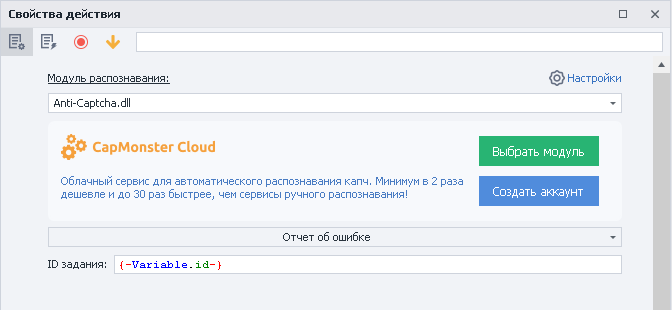 Свойства действия
Модуль распознавания:
Настройки
Anti-Captcha.dll
CapMonster Cloud
Облачный сервис для автоматического распознавания капч. Минимум в 2 раза
дешевле и до 30 раз быстрее, чем сервисы ручного распознавания!
Выбрать модуль
Создать аккаунт
Отчет об ошибке
ID задания: {-Variable.id-}